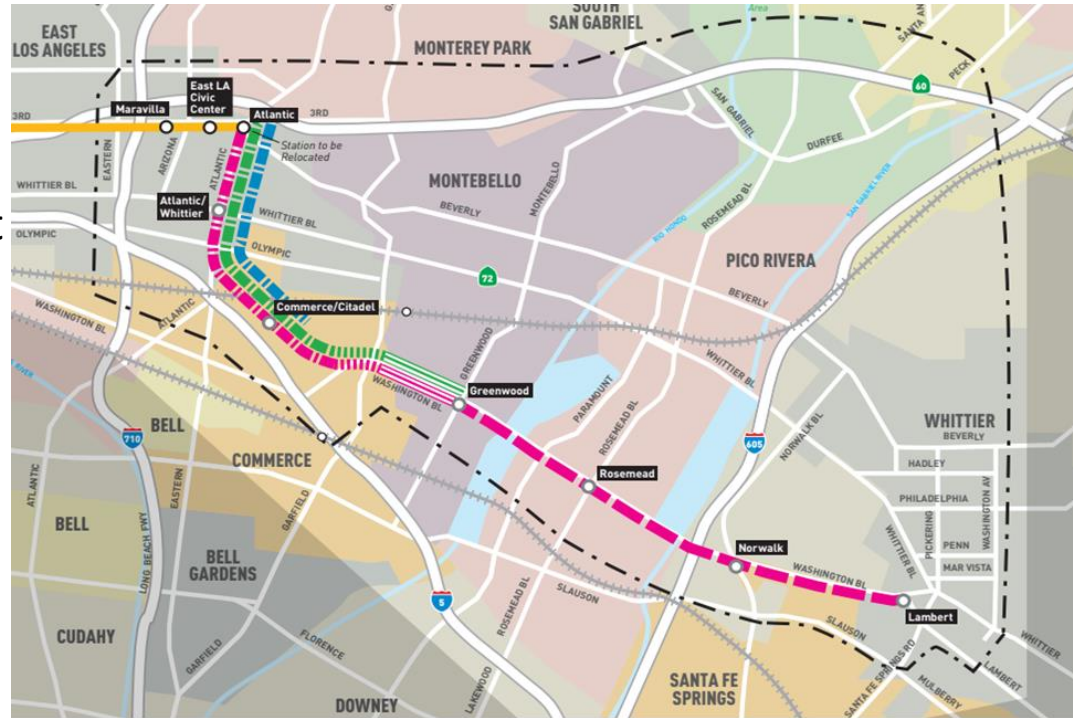 EAST
LOS ANGELES
MONTEREY PARK
SOUTH
SAN GABRIEL
Area
SANTA AN
PECK
60
3RD
Maravilla
East LA
Civic
Center
Atlantic
3RD
Station to be
Relocated
EASTERN
ARIZONA
ATLANTIC
SAN GABRIEL
DURFEE
WHITTIER BL
Atlantic/
Whittier
WHITTIER BL
MONTEBELLO
BEVERLY
MONTEBELLO
ROSEMEAD BL
RIO HONDO
SAN GABRIEL RIVER
t
OLYMPIC
OLYMPIC
72
PICO RIVERA
BEVERLY
WASHINGTON BL
ATLANTIC
Commerce/Citadel
GREENWOOD
WHITTIER BL
RIVER
WASHINGTON BL
Greenwood
PARAMOUNT
ROSEMEAD BL
NORWALK BL
WHITTIER
BEVERLY
710
BELL
COMMERCE
605
HADLEY
ATLANTIC
EASTERN
GARFIELD
Rosemead
PHILADELPHIA
PICKERING
WASHINGTON AV
BELL
LONG BEACH FWY
BELL
GARDENS
Norwalk
WASHINGTON BL
WHITTIER BL
PENN
MAR VISTA
5
SLAUSON
ROSEMEAD BL
Lambert
CUDAHY
GARFIELD
FLORENCE
SLAUSON
WHITTIER
LAKEWOOD
SANTA FE
SPRINGS
SANTA FE SPRINGS RD
LAMBERT
MULBERRY
DOWNEY